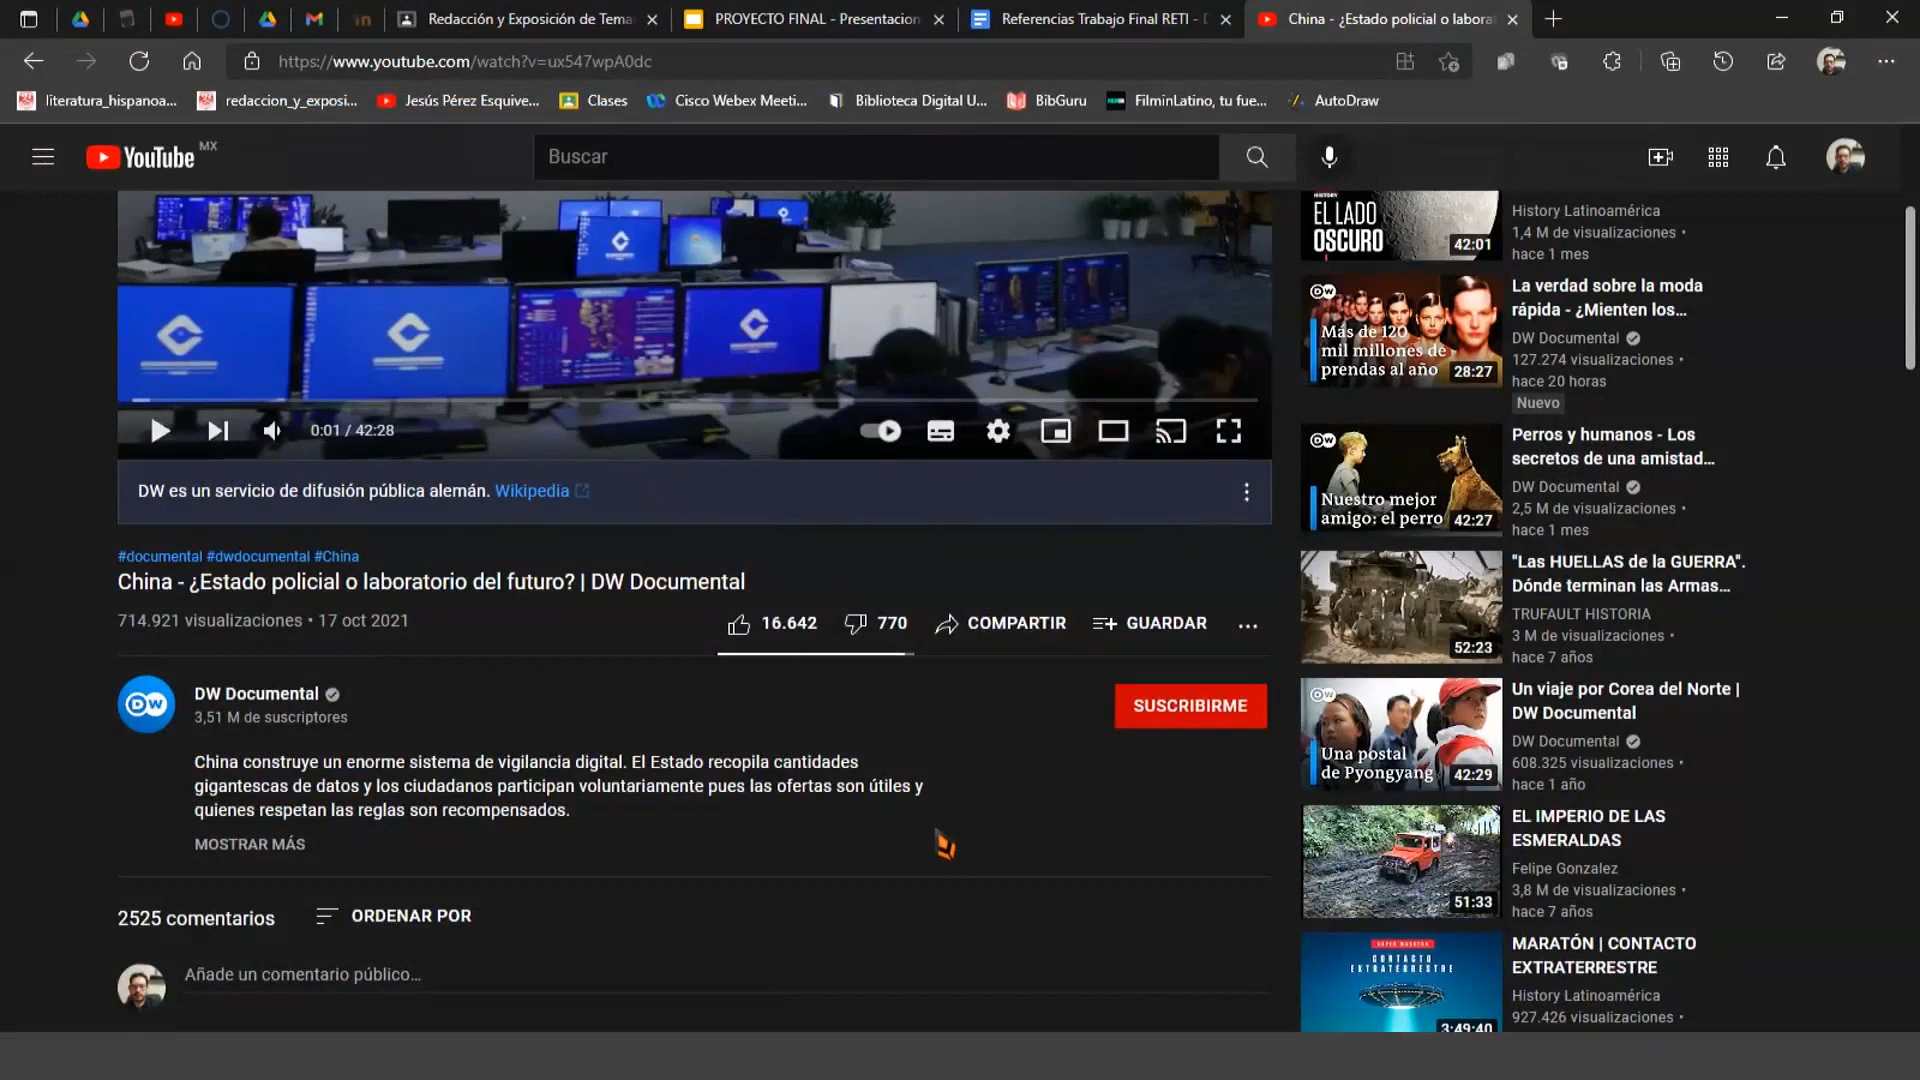 Redacción y Exposición de Tema
PROYECTO FINAL - Presentacion
Referencias Trabajo Final RETI - D
China - ¿Estado policial o labora
https://www.youtube.com/watch?v=ux547wpA0dc
literatura_hispanoa...
redaccion_y_exposi...
Jesús Pérez Esquive...
Clases
Cisco Webex Meeti...
Biblioteca Digital U...
BibGuru
FilminLatino, tu fue...
AutoDraw
YouTube MX
Buscar
0:01 / 42:28
DW es un servicio de difusión pública alemán. Wikipedia
#documental #dwdocumental #China
China - ¿Estado policial o laboratorio del futuro? | DW Documental
714.921 visualizaciones • 17 oct 2021
16.642
770
COMPARTIR
GUARDAR
DW
DW Documental
3,51 M de suscriptores
SUSCRIBIRME
China construye un enorme sistema de vigilancia digital. El Estado recopila cantidades
gigantescas de datos y los ciudadanos participan voluntariamente pues las ofertas son útiles y
quienes respetan las reglas son recompensados.
MOSTRAR MÁS
2525 comentarios
ORDENAR POR
Añade un comentario público...
HISTORY
EL LADO
OSCURO
42:01
History Latinoamérica
1,4 M de visualizaciones •
hace 1 mes
DW
Más de 120
mil millones de
prendas al año
28:27
La verdad sobre la moda
rápida - ¿Mienten los...
DW Documental
127.274 visualizaciones •
hace 20 horas
Nuevo
DW
Nuestro mejor
amigo: el perro
42:27
Perros y humanos - Los
secretos de una amistad...
DW Documental
2,5 M de visualizaciones •
hace 1 mes
52:23
"Las HUELLAS de la GUERRA".
Dónde terminan las Armas...
TRUFAULT HISTORIA
3 M de visualizaciones •
hace 7 años
DW
Una postal
de Pyongyang
42:29
Un viaje por Corea del Norte |
DW Documental
DW Documental
608.325 visualizaciones •
hace 1 año
51:33
EL IMPERIO DE LAS
ESMERALDAS
Felipe Gonzalez
3,8 M de visualizaciones •
hace 7 años
SUPER MARATÓN
CONTACTO
EXTRATERRESTRE
3:49:40
MARATÓN | CONTACTO
EXTRATERRESTRE
History Latinoamérica
927.426 visualizaciones •